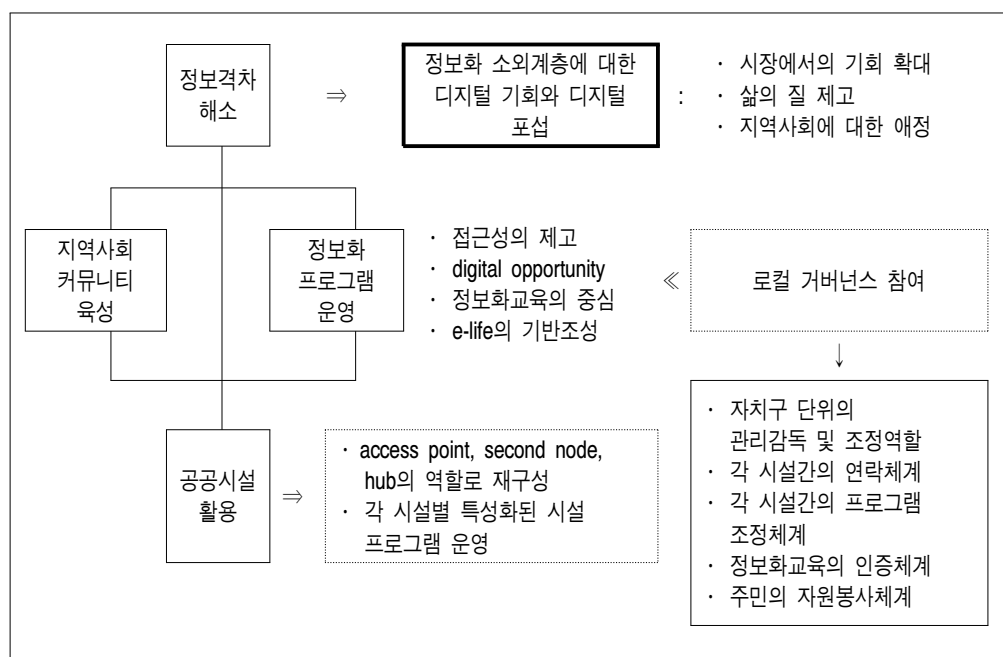 정보격차
해소
⇒
정보화 소외계층에 대한
디지털 기회와 디지털
포섭
:
· 시장에서의 기회 확대
· 삶의 질 제고
· 지역사회에 대한 애정
지역사회
커뮤니티
육성
정보화
프로그램
운영
· 접근성의 제고
· digital opportunity
· 정보화교육의 중심
· e-life의 기반조성
≪
로컬 거버넌스 참여
↓
공공시설
활용
⇒
· access point, second node,
hub의 역할로 재구성
· 각 시설별 특성화된 시설
프로그램 운영
· 자치구 단위의
관리감독 및 조정역할
· 각 시설간의 연락체계
· 각 시설간의 프로그램
조정체계
· 정보화교육의 인증체계
· 주민의 자원봉사체계